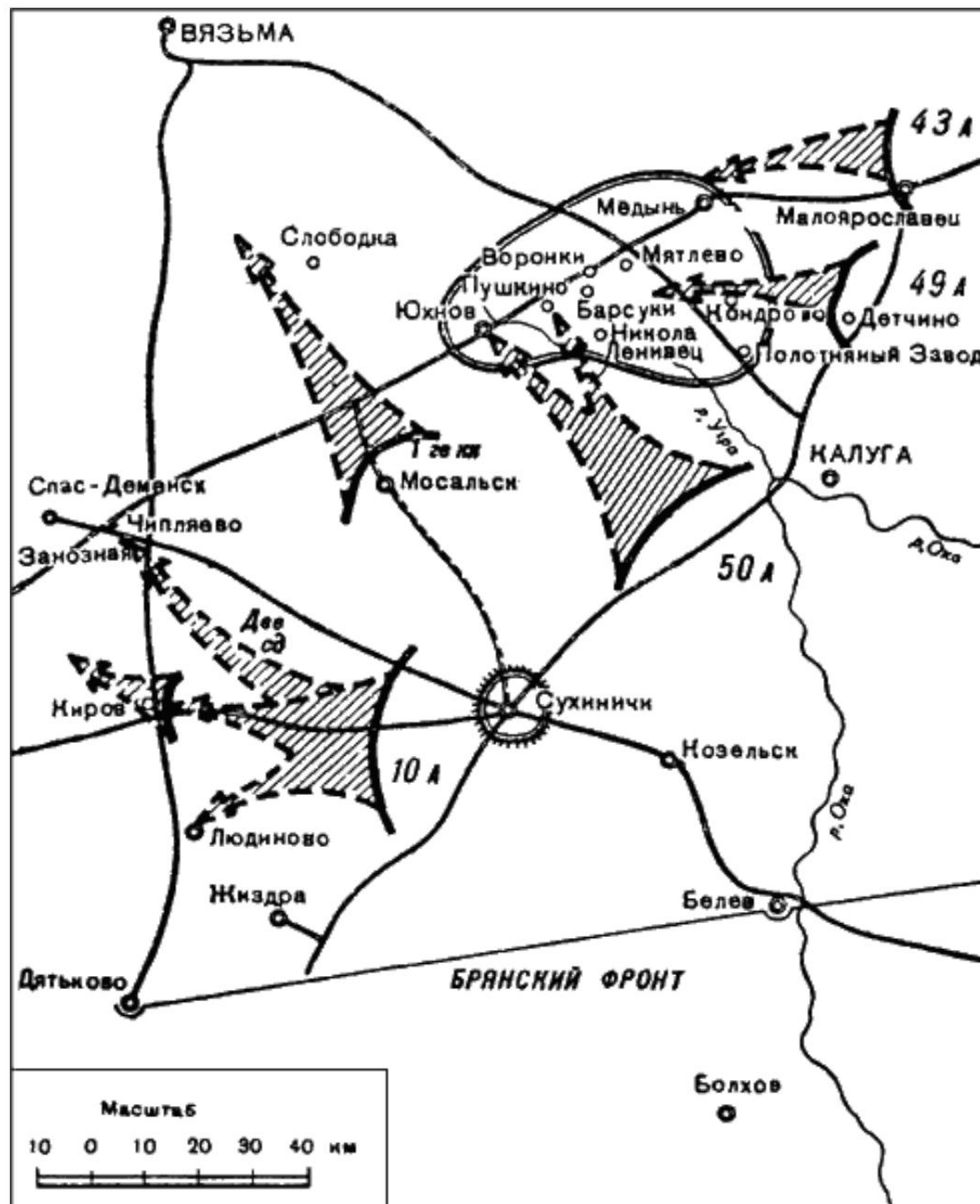 ВЯЗЬМА
43 А
Медынь
Малоярославец
Слободка
Воронки
Мятлево
49 А
Пушкино
Юхнов
Барсуки
Кондрово
Детчино
Никола
Ленивец
Полотняный Завод
р. Угра
1 гв кк
КАЛУГА
Мосальск
Спас-Деменск
Чипляево
Занозная
р. Ока
50 А
Две
сд
Киров
Сухиничи
Козельск
10 А
р. Ока
Людиново
Жиздра
Белев
Дятьково
БРЯНСКИЙ ФРОНТ
Болхов
Масштаб
10 0 10 20 30 40 км